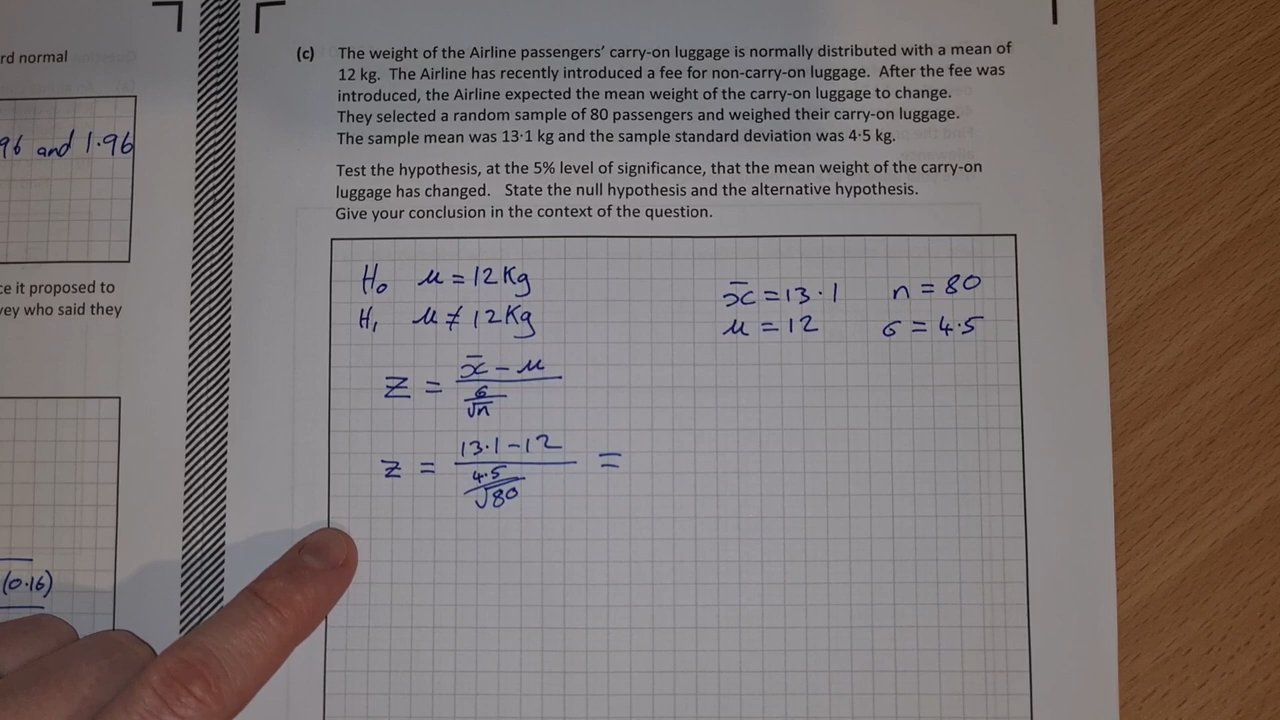 rd normal
96 and 1.96
ce it proposed to
vey who said they
(0.16)
(c) The weight of the Airline passengers’ carry-on luggage is normally distributed with a mean of
12 kg. The Airline has recently introduced a fee for non-carry-on luggage. After the fee was
introduced, the Airline expected the mean weight of the carry-on luggage to change.
They selected a random sample of 80 passengers and weighed their carry-on luggage.
The sample mean was 13·1 kg and the sample standard deviation was 4·5 kg.
Test the hypothesis, at the 5% level of significance, that the mean weight of the carry-on
luggage has changed. State the null hypothesis and the alternative hypothesis.
Give your conclusion in the context of the question.
H₀ μ = 12 Kg
H₁ μ ≠ 12 Kg
x̄ = 13·1 n = 80
μ = 12 σ = 4·5
z = (x̄ − μ) / (σ/√n)
z = (13·1 − 12) / (4·5/√80) =